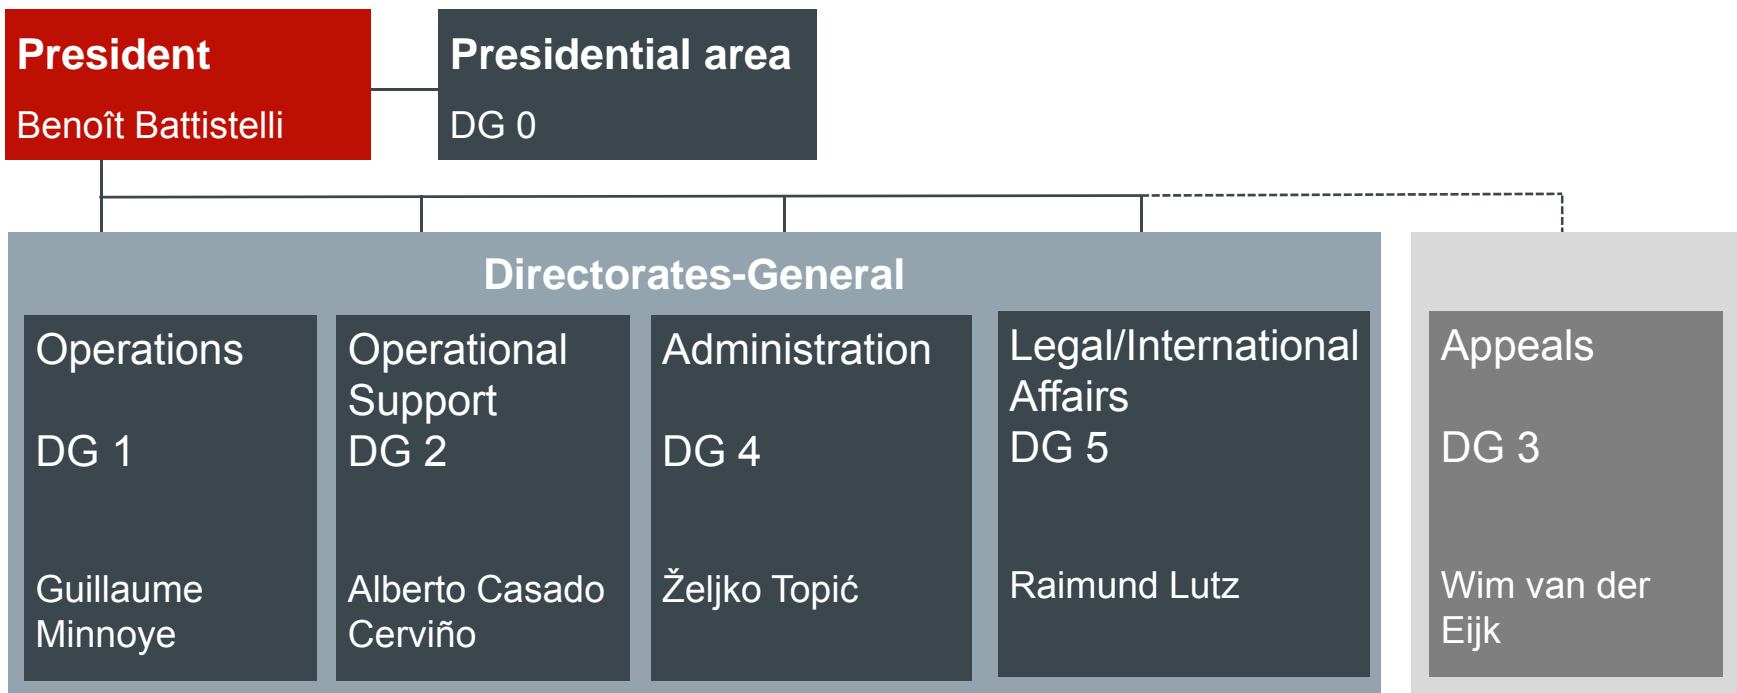 President
Benoît Battistelli
Presidential area
DG 0
Directorates-General
Operations
DG 1
Guillaume
Minnoye
Operational
Support
DG 2
Alberto Casado
Cerviño
Administration
DG 4
Željko Topić
Legal/International
Affairs
DG 5
Raimund Lutz
Appeals
DG 3
Wim van der
Eijk